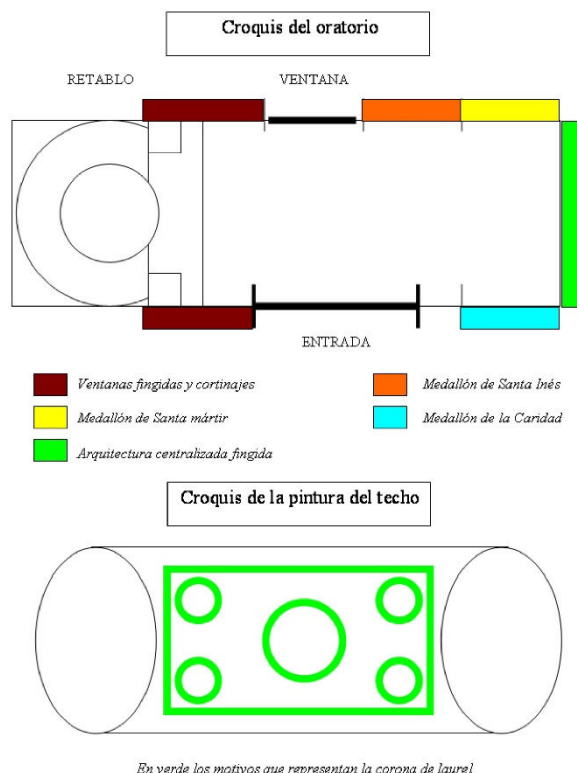 Croquis del oratorio
RETABLO
VENTANA
ENTRADA
Ventanas fingidas y cortinajes
Medallón de Santa Inés
Medallón de Santa mártir
Medallón de la Caridad
Arquitectura centralizada fingida
Croquis de la pintura del techo
En verde los motivos que representan la corona de laurel